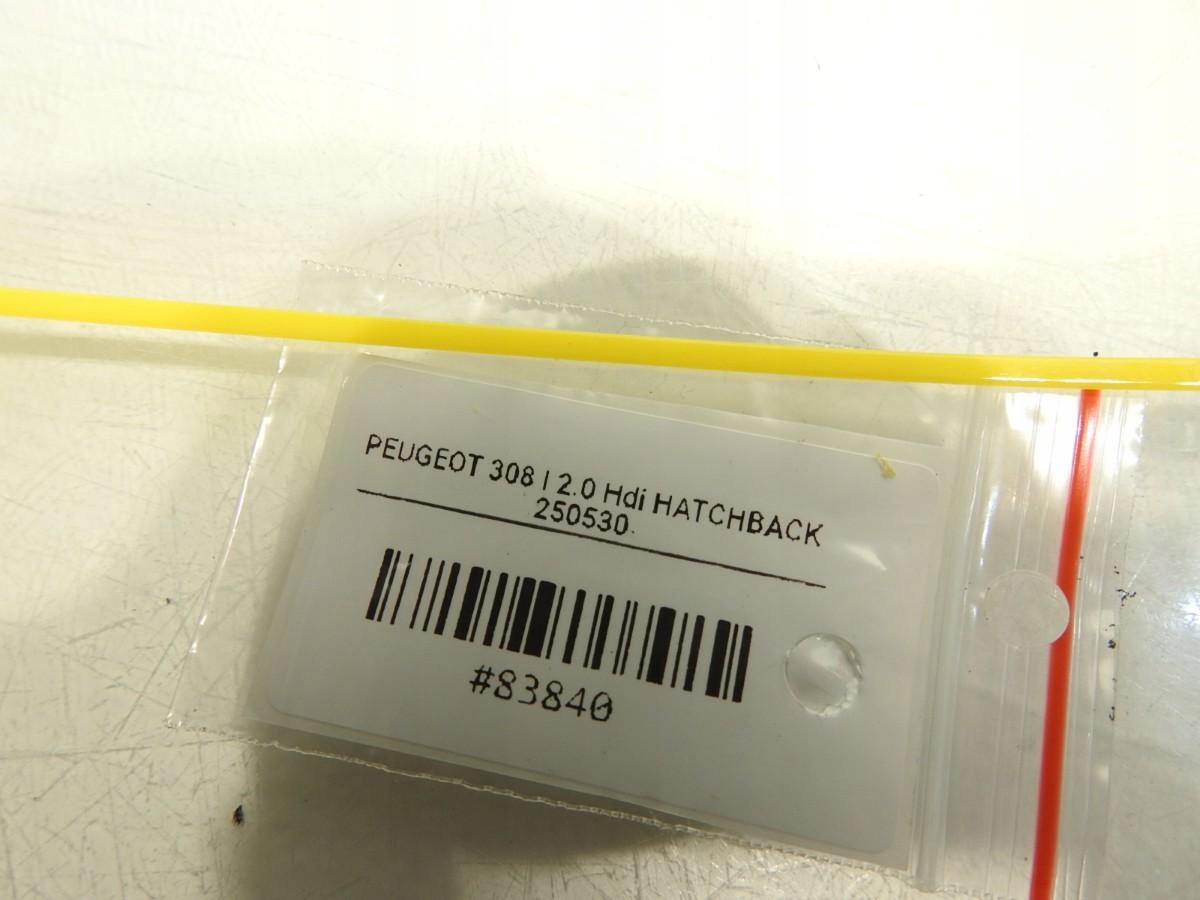 PEUGEOT 308 I 2.0 Hdi HATCHBACK
250530
#83840